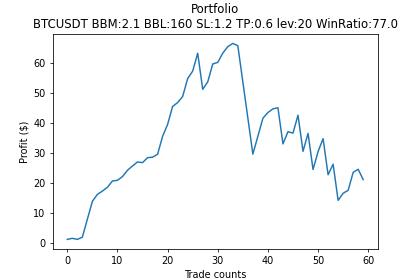 Portfolio
BTCUSDT BBM:2.1 BBL:160 SL:1.2 TP:0.6 lev:20 WinRatio:77.0
Profit ($)
60
50
40
30
20
10
0
0 10 20 30 40 50 60
Trade counts